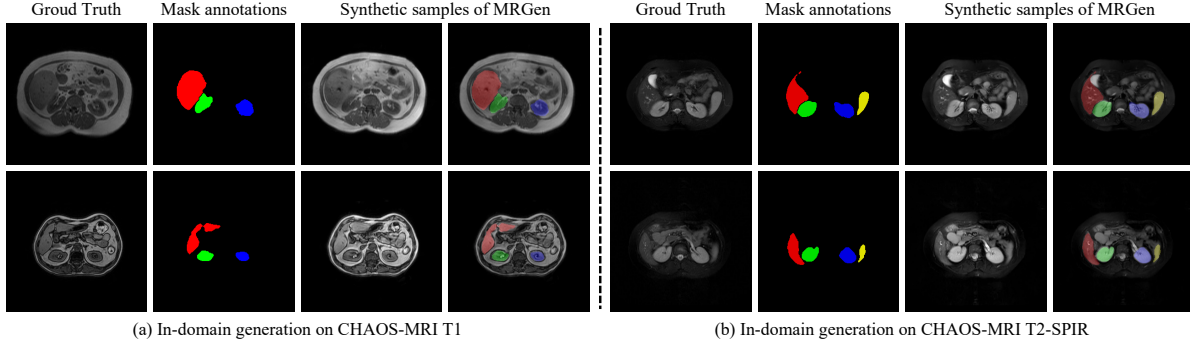 Groud Truth Mask annotations Synthetic samples of MRGen Groud Truth Mask annotations Synthetic samples of MRGen
(a) In-domain generation on CHAOS-MRI T1 (b) In-domain generation on CHAOS-MRI T2-SPIR